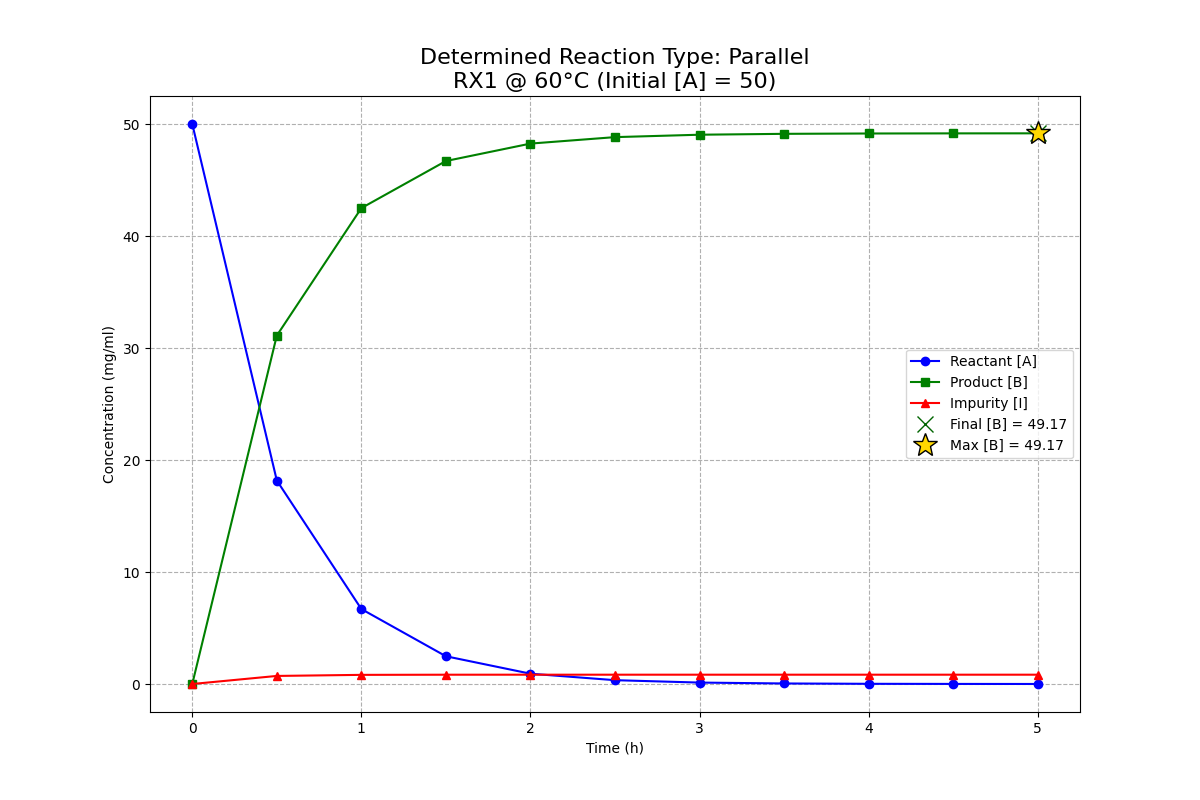 Determined Reaction Type: Parallel
RX1 @ 60°C (Initial [A] = 50)
50
40
30
20
10
0
Concentration (mg/ml)
Reactant [A]
Product [B]
Impurity [I]
Final [B] = 49.17
Max [B] = 49.17
0 1 2 3 4 5
Time (h)